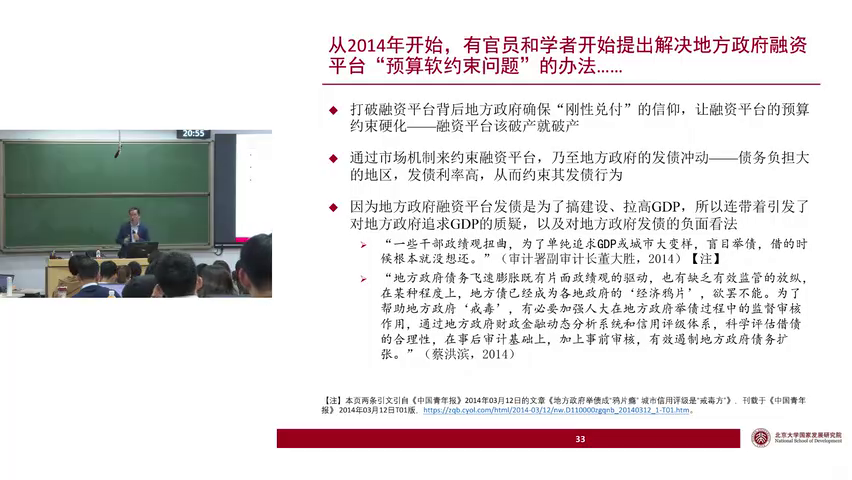 从2014年开始，有官员和学者开始提出解决地方政府融资
平台“预算软约束问题”的办法……
20:55
◆ 打破融资平台背后地方政府确保“刚性兑付”的信仰，让融资平台的预算
约束硬化——融资平台该破产就破产
◆ 通过市场机制来约束融资平台，乃至地方政府的发债冲动——债务负担大
的地区，发债利率高，从而约束其发债行为
◆ 因为地方政府融资平台发债是为了搞建设、拉高GDP，所以连带着引发了
对地方政府追求GDP的质疑，以及对地方政府发债的负面看法
➢ “一些干部政绩观扭曲，为了单纯追求GDP或城市大变样，盲目举债，借的时
候根本就没想还。”（审计署副审计长董大胜，2014）【注】
➢ “地方政府债务飞速膨胀既有片面政绩观的驱动，也有缺乏有效监管的放纵，
在某种程度上，地方债已经成为各地政府的‘经济鸦片’，欲罢不能。为了
帮助地方政府‘戒毒’，有必要加强人大在地方政府举债过程中的监督审核
作用，通过地方政府财政金融动态分析系统和信用评级体系，科学评估借债
的合理性，在事后审计基础上，加上事前审核，有效遏制地方政府债务扩
张。”（蔡洪滨，2014）
【注】本页两条引文引自《中国青年报》2014年03月12日的文章《地方政府举债成“鸦片瘾” 城市信用评级是“戒毒方”》，刊载于《中国青年
报》 2014年03月12日T01版，https://zqb.cyol.com/html/2014-03/12/nw.D110000zgqnb_20140312_1-T01.htm。
33
北京大学国家发展研究院
National School of Development